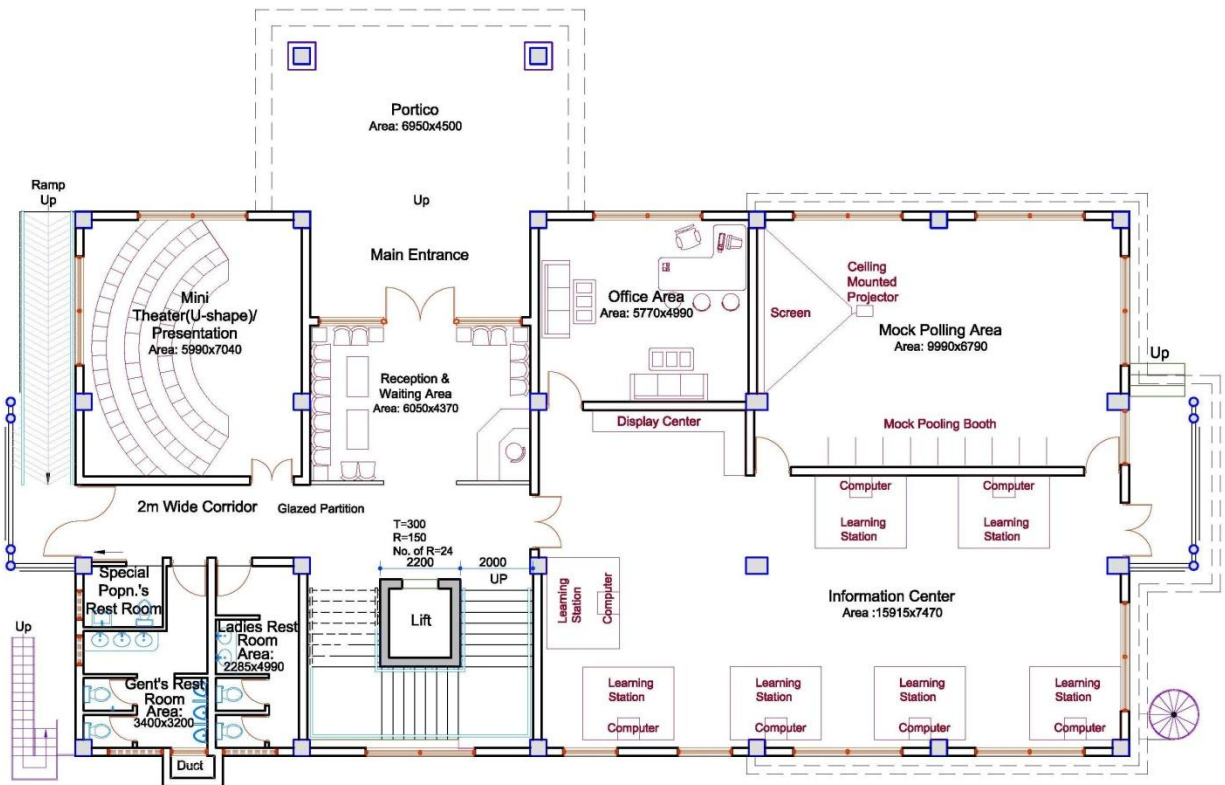 Portico
Area: 6950x4500
Ramp
Up
Up
Main Entrance
Mini
Theater(U-shape)/
Presentation
Area: 5990x7040
Reception &
Waiting Area
Area: 6050x4370
Office Area
Area: 5770x4990
Screen
Ceiling
Mounted
Projector
Mock Polling Area
Area: 9990x6790
Up
Display Center
Mock Pooling Booth
2m Wide Corridor
Glazed Partition
Computer
Learning
Station
Computer
Learning
Station
T=300
R=150
No. of R=24
2200
2000
UP
Lift
Special
Popn.'s
Rest Room
Ladies Rest
Room
Area:
2285x4990
Gent's Rest
Room
Area:
3400x3200
Duct
Up
Learning
Station
Computer
Information Center
Area :15915x7470
Learning
Station
Computer
Learning
Station
Computer
Learning
Station
Computer
Learning
Station
Computer